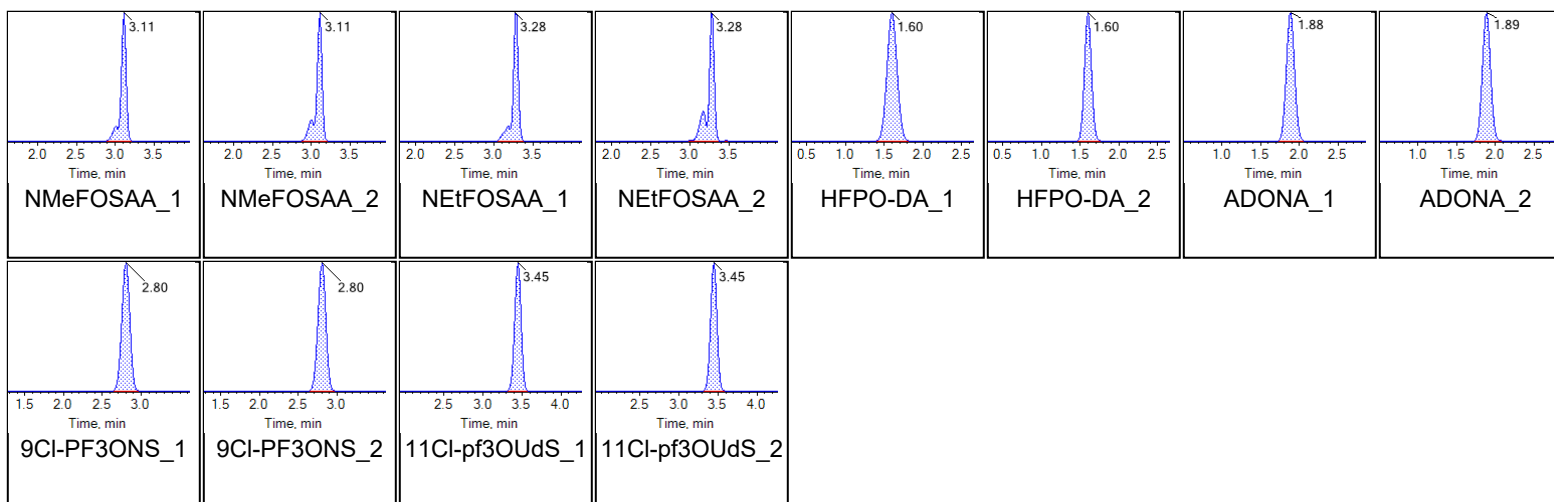 3.11
2.0 2.5 3.0 3.5
Time, min
NMeFOSAA_1
3.11
2.0 2.5 3.0 3.5
Time, min
NMeFOSAA_2
3.28
2.0 2.5 3.0 3.5
Time, min
NEtFOSAA_1
3.28
2.0 2.5 3.0 3.5
Time, min
NEtFOSAA_2
1.60
0.5 1.0 1.5 2.0 2.5
Time, min
HFPO-DA_1
1.60
0.5 1.0 1.5 2.0 2.5
Time, min
HFPO-DA_2
1.88
1.0 1.5 2.0 2.5
Time, min
ADONA_1
1.89
1.0 1.5 2.0 2.5
Time, min
ADONA_2
2.80
1.5 2.0 2.5 3.0
Time, min
9Cl-PF3ONS_1
2.80
1.5 2.0 2.5 3.0
Time, min
9Cl-PF3ONS_2
3.45
2.5 3.0 3.5 4.0
Time, min
11Cl-pf3OUdS_1
3.45
2.5 3.0 3.5 4.0
Time, min
11Cl-pf3OUdS_2